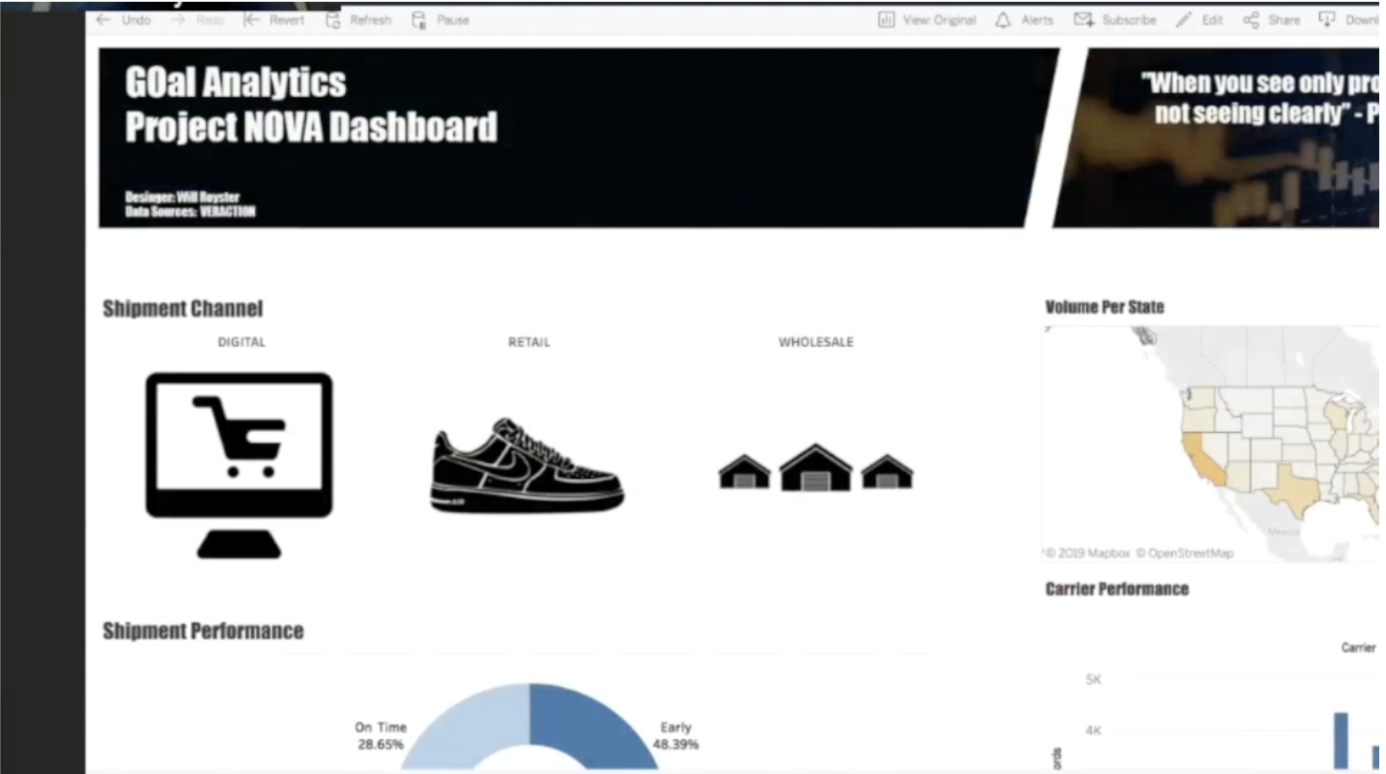 Undo
Redo
Revert
Refresh
Pause
View: Original
Alerts
Subscribe
Edit
Share
GOal Analytics
Project NOVA Dashboard
Desinger: Will Royster
Data Sources: VERACTION
"When you see only
not seeing clearly" -
Shipment Channel
DIGITAL
RETAIL
WHOLESALE
AIR
Volume Per State
Mexico
© 2019 Mapbox © OpenStreetMap
Carrier Performance
Carrier
5K
4K
Shipment Performance
On Time
28.65%
Early
48.39%